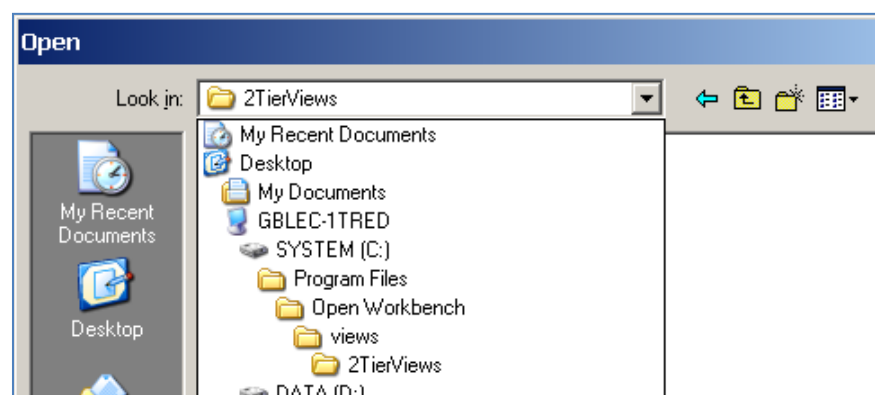 Open
Look in: 2TierViews
My Recent Documents
Desktop
My Documents
GBLEC-1TRED
SYSTEM (C:)
Program Files
Open Workbench
views
2TierViews
DATA (D:)
My Recent
Documents
Desktop